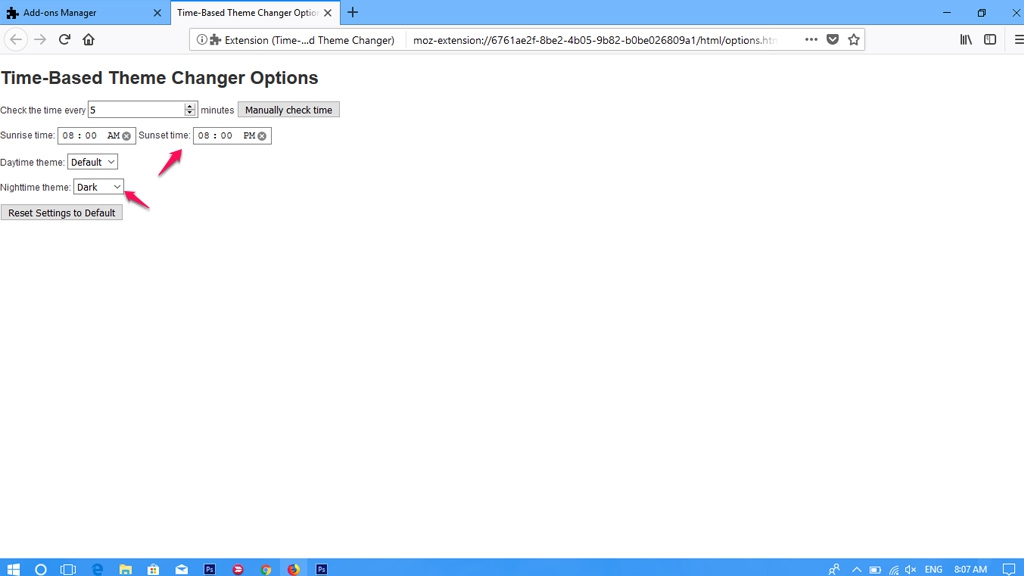 Add-ons Manager
Time-Based Theme Changer Optio
Extension (Time-...d Theme Changer) moz-extension://6761ae2f-8be2-4b05-9b82-b0be026809a1/html/options.htm
Time-Based Theme Changer Options
Check the time every 5 minutes Manually check time
Sunrise time: 08 : 00 AM Sunset time: 08 : 00 PM
Daytime theme: Default
Nighttime theme: Dark
Reset Settings to Default
Ps Ps ENG 8:07 AM